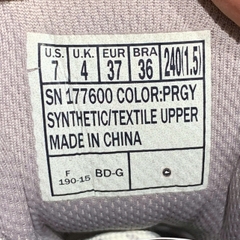 U.S. U.K. EUR BRA 240(1.5)
7 4 37 36
SN 177600 COLOR:PRGY
SYNTHETIC/TEXTILE UPPER
MADE IN CHINA
F
190-15 BD-G